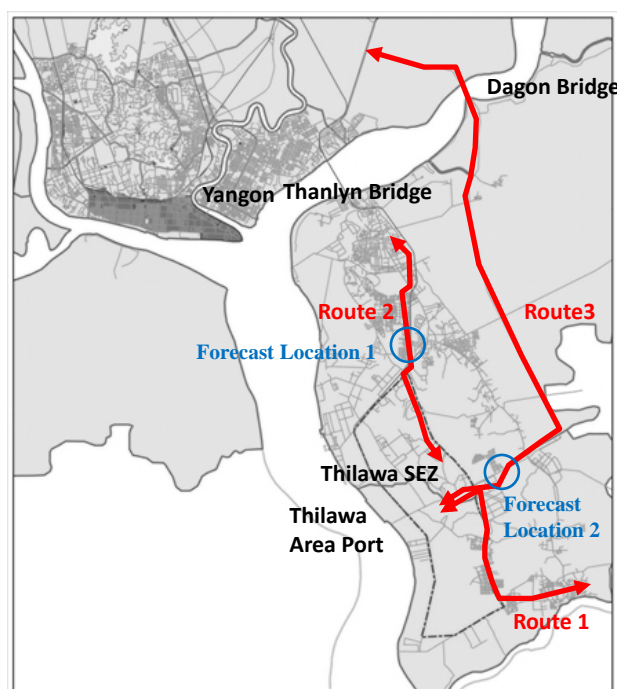 Dagon Bridge
Yangon
Thanlyn Bridge
Route 2
Route3
Forecast Location 1
Thilawa SEZ
Forecast
Location 2
Thilawa
Area Port
Route 1